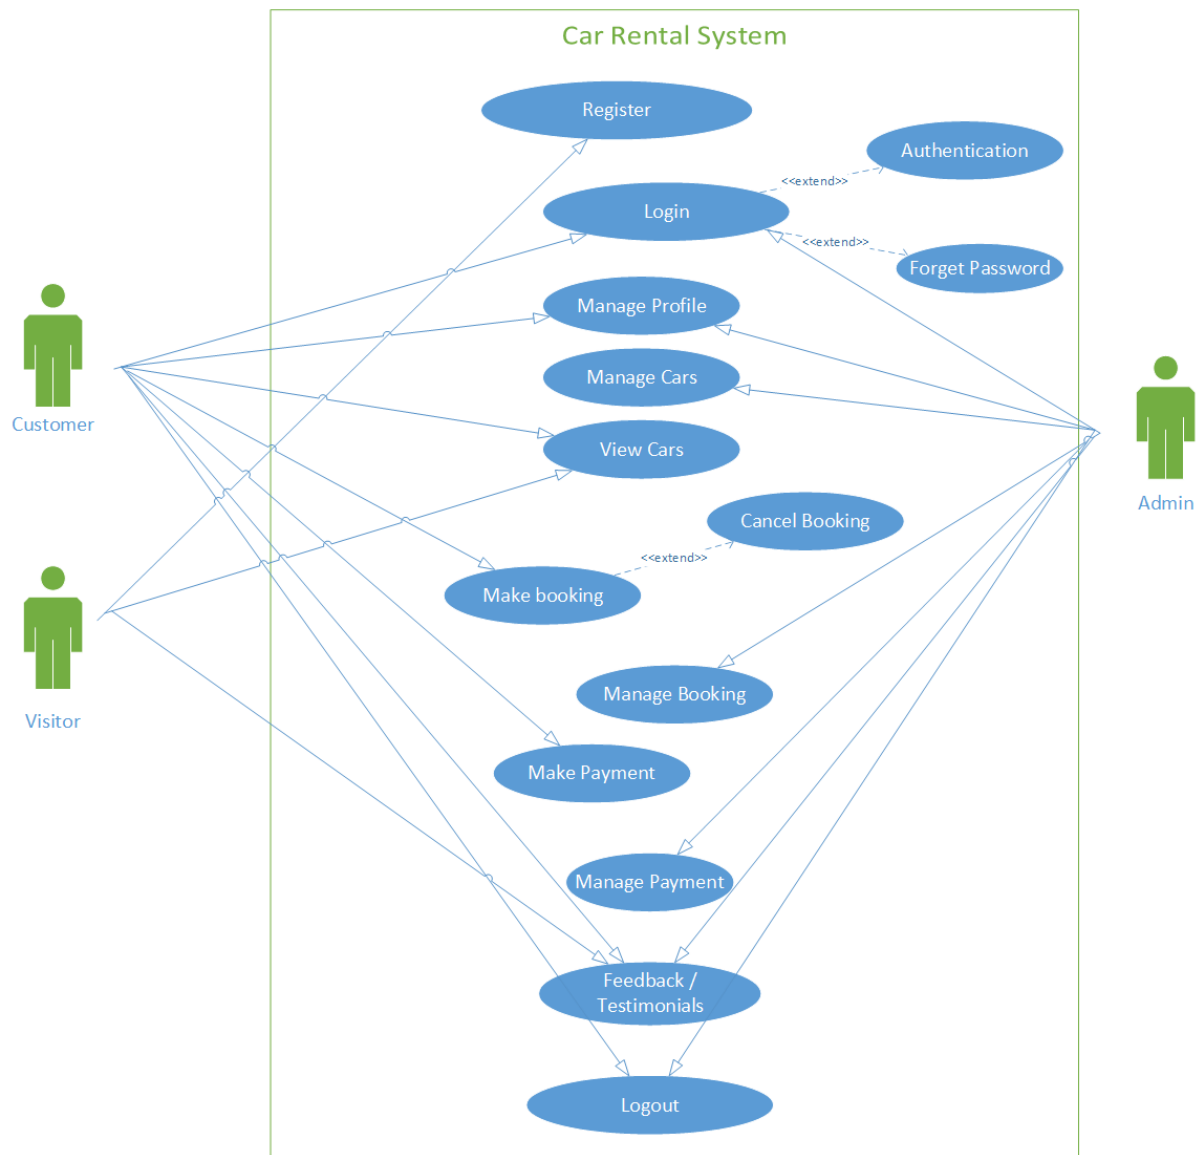 Car Rental System
Register
Authentication
<<extend>>
Login
<<extend>>
Forget Password
Manage Profile
Manage Cars
Customer
View Cars
Admin
Cancel Booking
<<extend>>
Make booking
Manage Booking
Visitor
Make Payment
Manage Payment
Feedback /
Testimonials
Logout